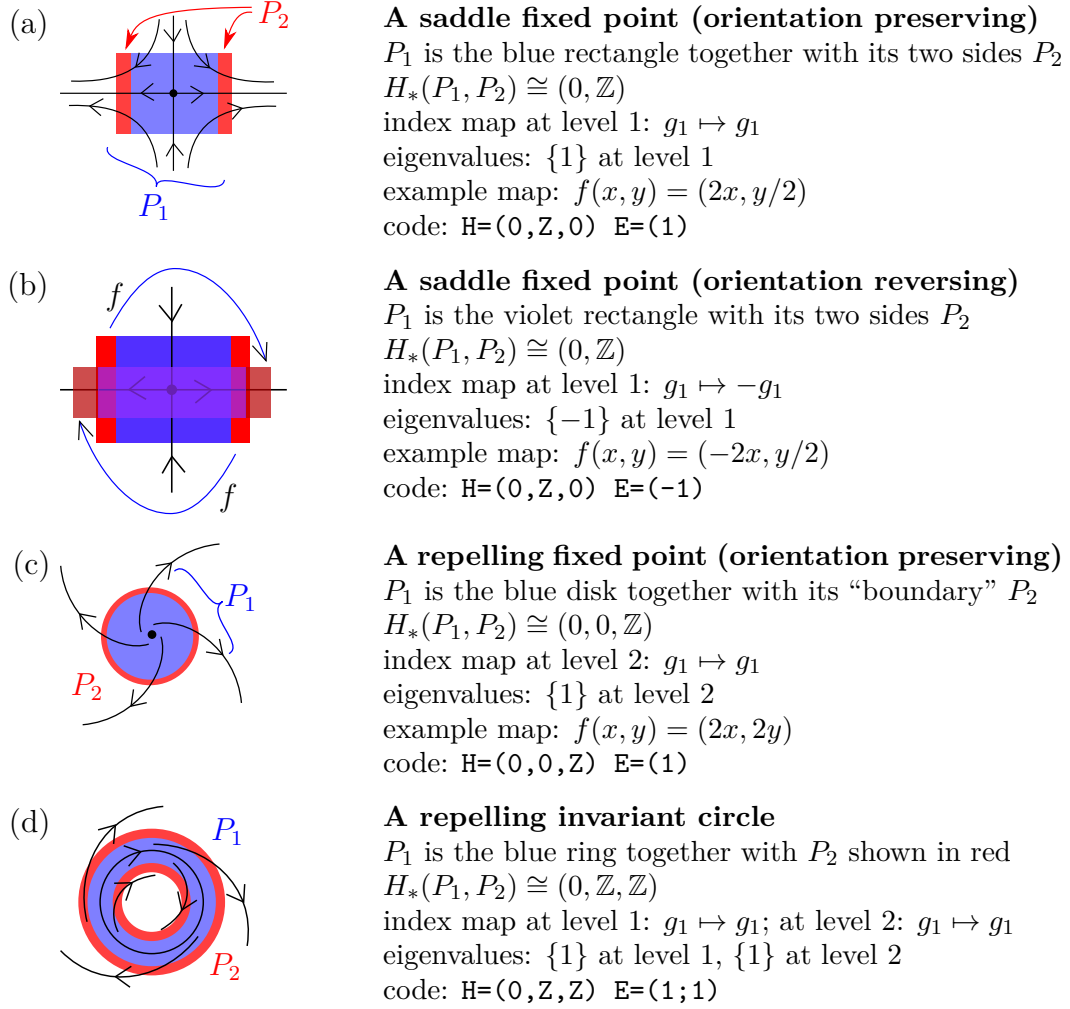 (a)
P₂
P₁
A saddle fixed point (orientation preserving)
P₁ is the blue rectangle together with its two sides P₂
H∗(P₁, P₂) ≅ (0, ℤ)
index map at level 1: g₁ ↦ g₁
eigenvalues: {1} at level 1
example map: f(x, y) = (2x, y/2)
code: H=(0,Z,0) E=(1)
(b)
f
f
A saddle fixed point (orientation reversing)
P₁ is the violet rectangle with its two sides P₂
H∗(P₁, P₂) ≅ (0, ℤ)
index map at level 1: g₁ ↦ −g₁
eigenvalues: {−1} at level 1
example map: f(x, y) = (−2x, y/2)
code: H=(0,Z,0) E=(-1)
(c)
P₁
P₂
A repelling fixed point (orientation preserving)
P₁ is the blue disk together with its “boundary” P₂
H∗(P₁, P₂) ≅ (0, 0, ℤ)
index map at level 2: g₁ ↦ g₁
eigenvalues: {1} at level 2
example map: f(x, y) = (2x, 2y)
code: H=(0,0,Z) E=(1)
(d)
P₁
P₂
A repelling invariant circle
P₁ is the blue ring together with P₂ shown in red
H∗(P₁, P₂) ≅ (0, ℤ, ℤ)
index map at level 1: g₁ ↦ g₁; at level 2: g₁ ↦ g₁
eigenvalues: {1} at level 1, {1} at level 2
code: H=(0,Z,Z) E=(1;1)